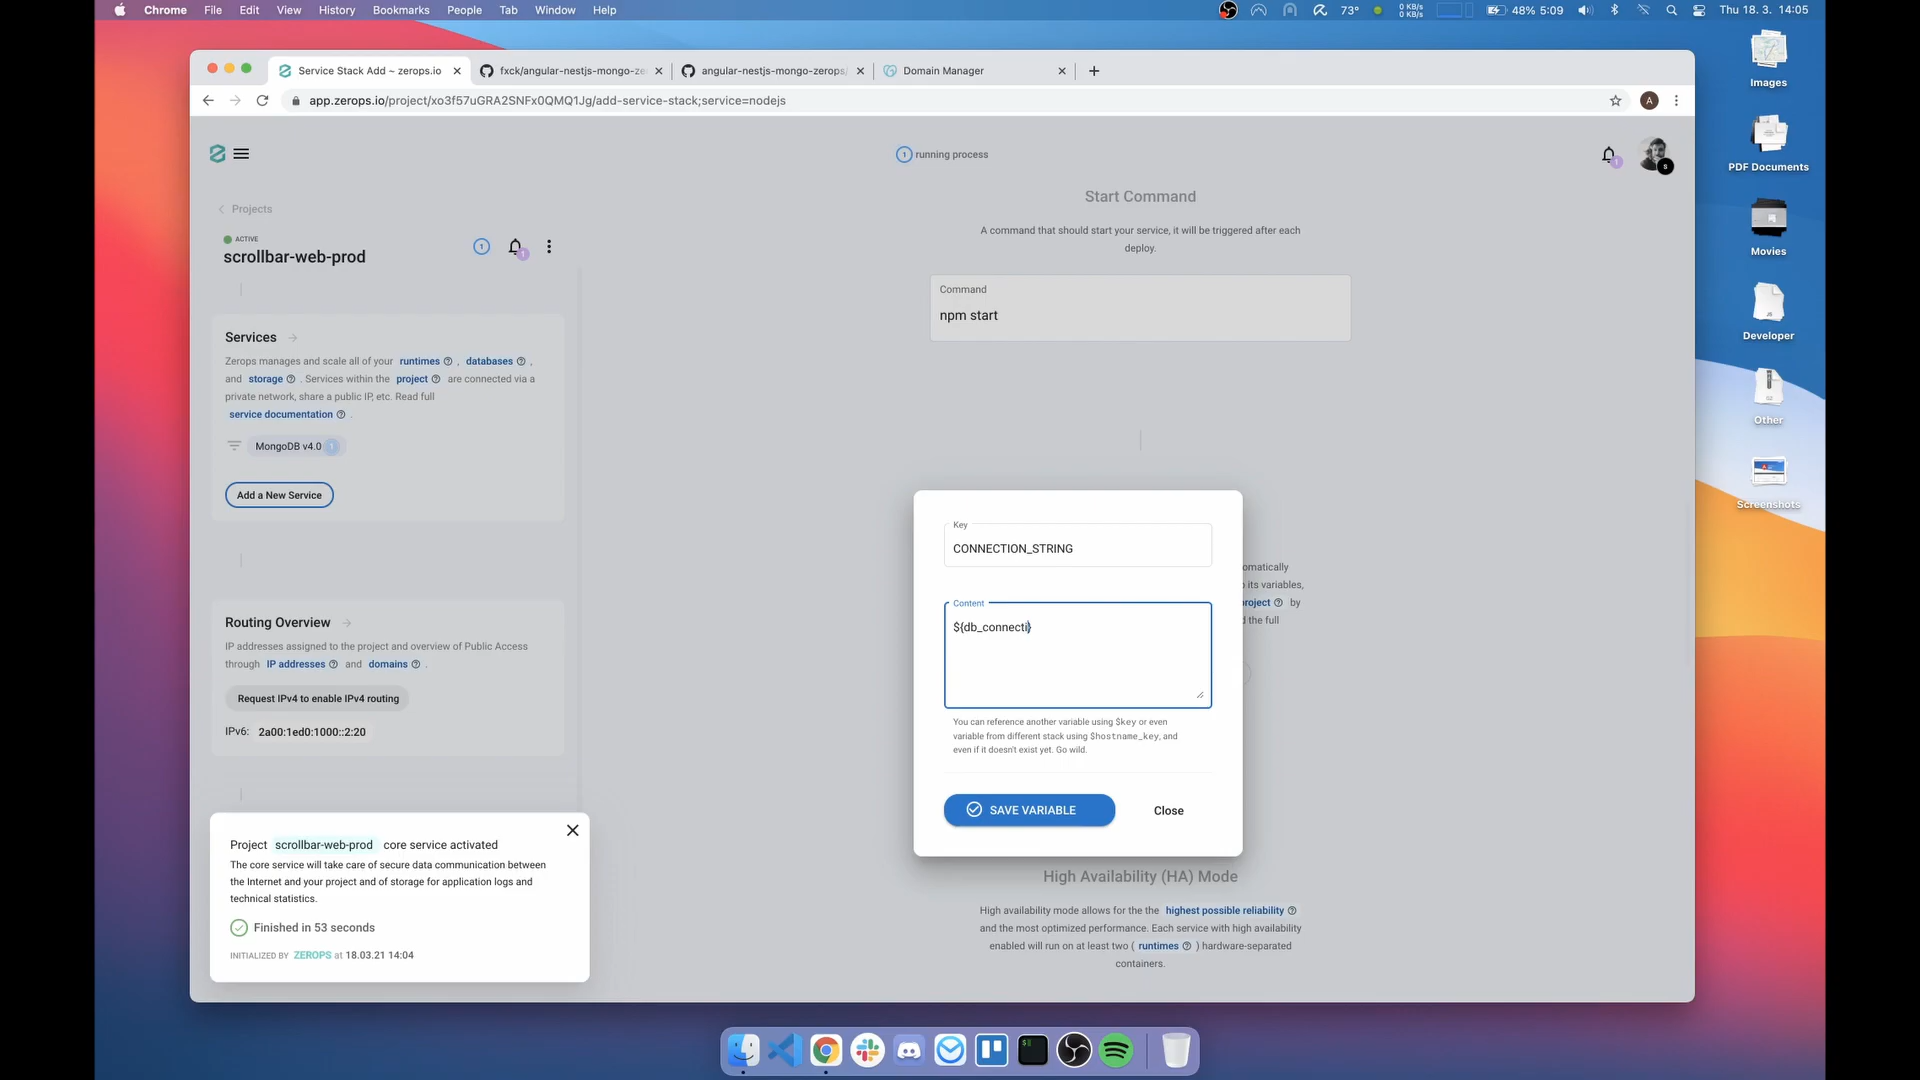 Chrome File Edit View History Bookmarks People Tab Window Help
73° 0 KB/s 0 KB/s 48% 5:09 Thu 18. 3. 14:05
Service Stack Add ~ zerops.io
fxck/angular-nestjs-mongo-ze
angular-nestjs-mongo-zerops/
Domain Manager
app.zerops.io/project/xo3f57uGRA2SNFx0QMQ1Jg/add-service-stack;service=nodejs
A
1 running process
1
s
Projects
ACTIVE
scrollbar-web-prod
1
1
Services
Zerops manages and scale all of your runtimes , databases ,
and storage . Services within the project are connected via a
private network, share a public IP, etc. Read full
service documentation .
MongoDB v4.0 1
Add a New Service
Routing Overview
IP addresses assigned to the project and overview of Public Access
through IP addresses and domains .
Request IPv4 to enable IPv4 routing
IPv6: 2a00:1ed0:1000::2:20
Project scrollbar-web-prod core service activated
The core service will take care of secure data communication between
the Internet and your project and of storage for application logs and
technical statistics.
Finished in 53 seconds
INITIALIZED BY ZEROPS at 18.03.21 14:04
Start Command
A command that should start your service, it will be triggered after each
deploy.
Command
npm start
omatically
its variables,
project by
d the full
Key
CONNECTION_STRING
Content
${db_connecti}
You can reference another variable using $key or even
variable from different stack using $hostname_key, and
even if it doesn't exist yet. Go wild.
SAVE VARIABLE
Close
High Availability (HA) Mode
High availability mode allows for the the highest possible reliability
and the most optimized performance. Each service with high availability
enabled will run on at least two ( runtimes ) hardware-separated
containers.
Images
PDF Documents
Movies
Developer
Other
Screenshots